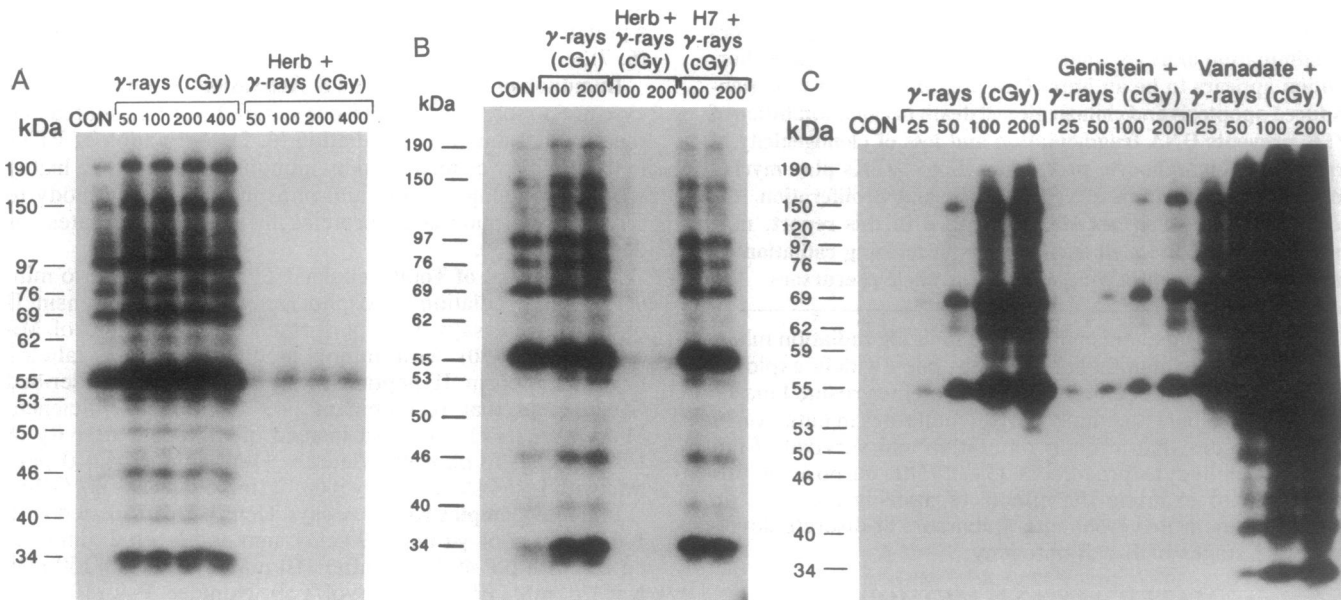 A
Herb +
γ-rays (cGy) γ-rays (cGy)
kDa CON 50 100 200 400 50 100 200 400
190
150
97
76
69
62
55
53
50
46
40
34
B
Herb + H7 +
γ-rays γ-rays γ-rays
(cGy) (cGy) (cGy)
kDa CON 100 200 100 200 100 200
190
150
97
76
69
62
55
53
50
46
40
34
C
Genistein + Vanadate +
γ-rays (cGy) γ-rays (cGy) γ-rays (cGy)
kDa CON 25 50 100 200 25 50 100 200 25 50 100 200
190
150
120
97
76
69
62
59
55
53
50
46
40
34